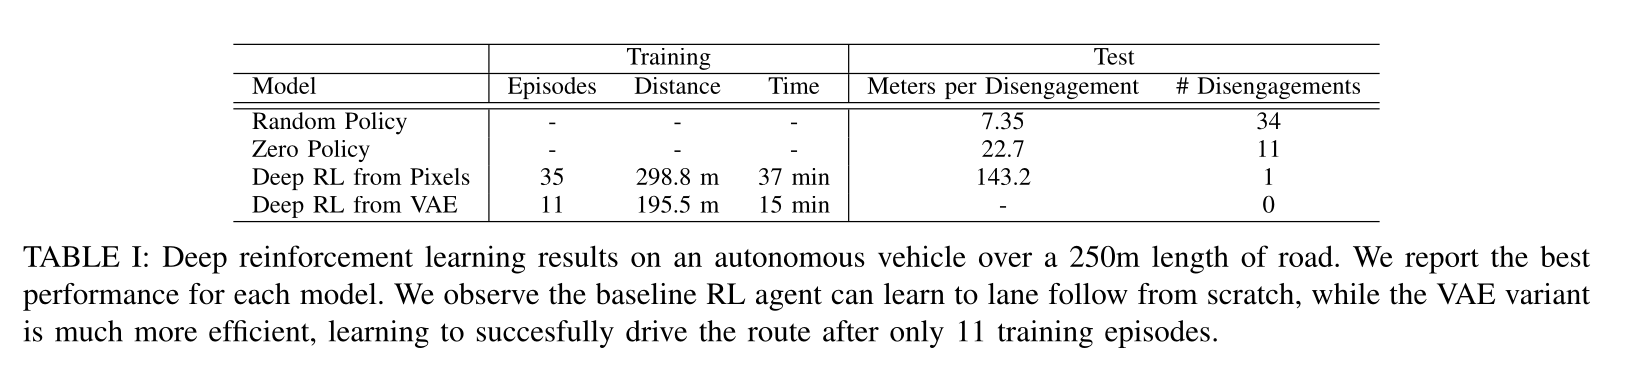 Training Test
Model Episodes Distance Time Meters per Disengagement # Disengagements
Random Policy - - - 7.35 34
Zero Policy - - - 22.7 11
Deep RL from Pixels 35 298.8 m 37 min 143.2 1
Deep RL from VAE 11 195.5 m 15 min - 0
TABLE I: Deep reinforcement learning results on an autonomous vehicle over a 250m length of road. We report the best
performance for each model. We observe the baseline RL agent can learn to lane follow from scratch, while the VAE variant
is much more efficient, learning to succesfully drive the route after only 11 training episodes.